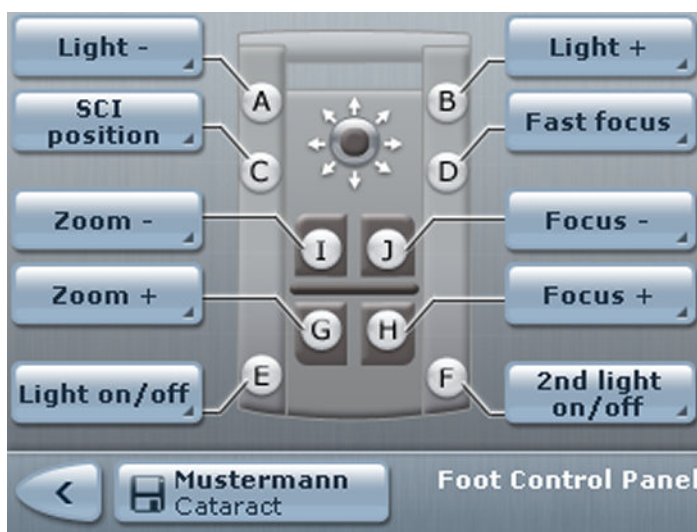 Light -
Light +
A
B
SCI
position
Fast focus
C
D
Zoom -
Focus -
I
J
Zoom +
Focus +
G
H
E
F
Light on/off
2nd light
on/off
Mustermann
Cataract
Foot Control Panel